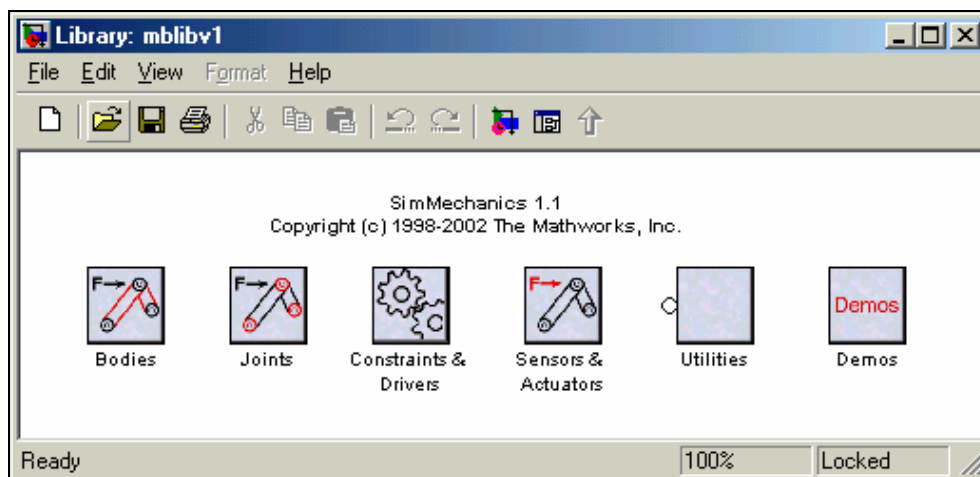 Library: mblibv1
File Edit View Format Help
SimMechanics 1.1
Copyright (c) 1998-2002 The Mathworks, Inc.
F F F Demos
Bodies Joints Constraints & Drivers Sensors & Actuators Utilities Demos
Ready 100% Locked